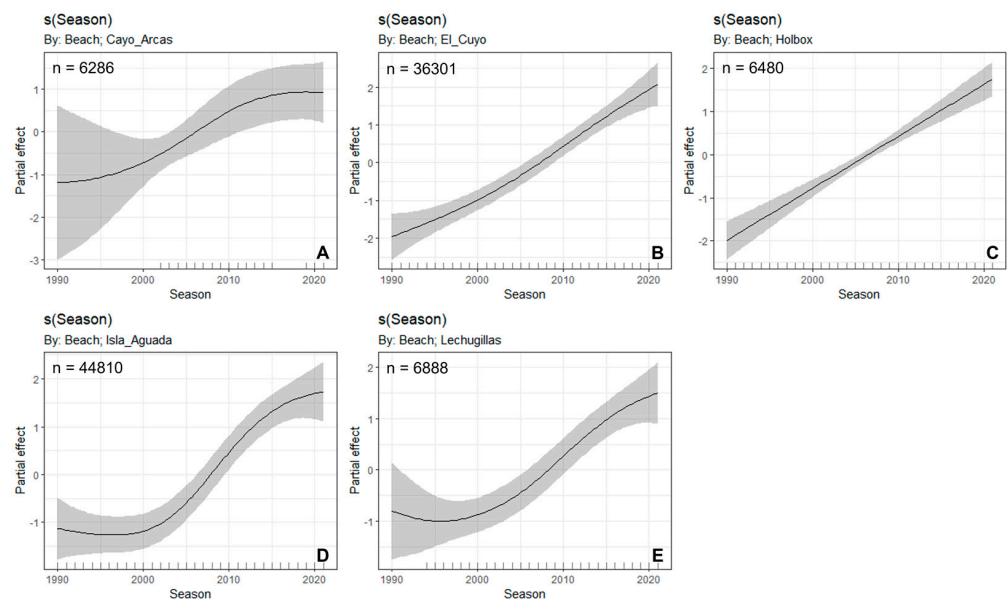 s(Season)
By: Beach; Cayo_Arcas
n = 6286
1
0
-1
-2
-3
Partial effect
A
1990
2000
2010
2020
Season
s(Season)
By: Beach; El_Cuyo
n = 36301
2
1
0
-1
-2
Partial effect
B
1990
2000
2010
2020
Season
s(Season)
By: Beach; Holbox
n = 6480
2
1
0
-1
-2
Partial effect
C
1990
2000
2010
2020
Season
s(Season)
By: Beach; Isla_Aguada
n = 44810
2
1
0
-1
Partial effect
D
1990
2000
2010
2020
Season
s(Season)
By: Beach; Lechugillas
n = 6888
2
1
0
-1
Partial effect
E
1990
2000
2010
2020
Season